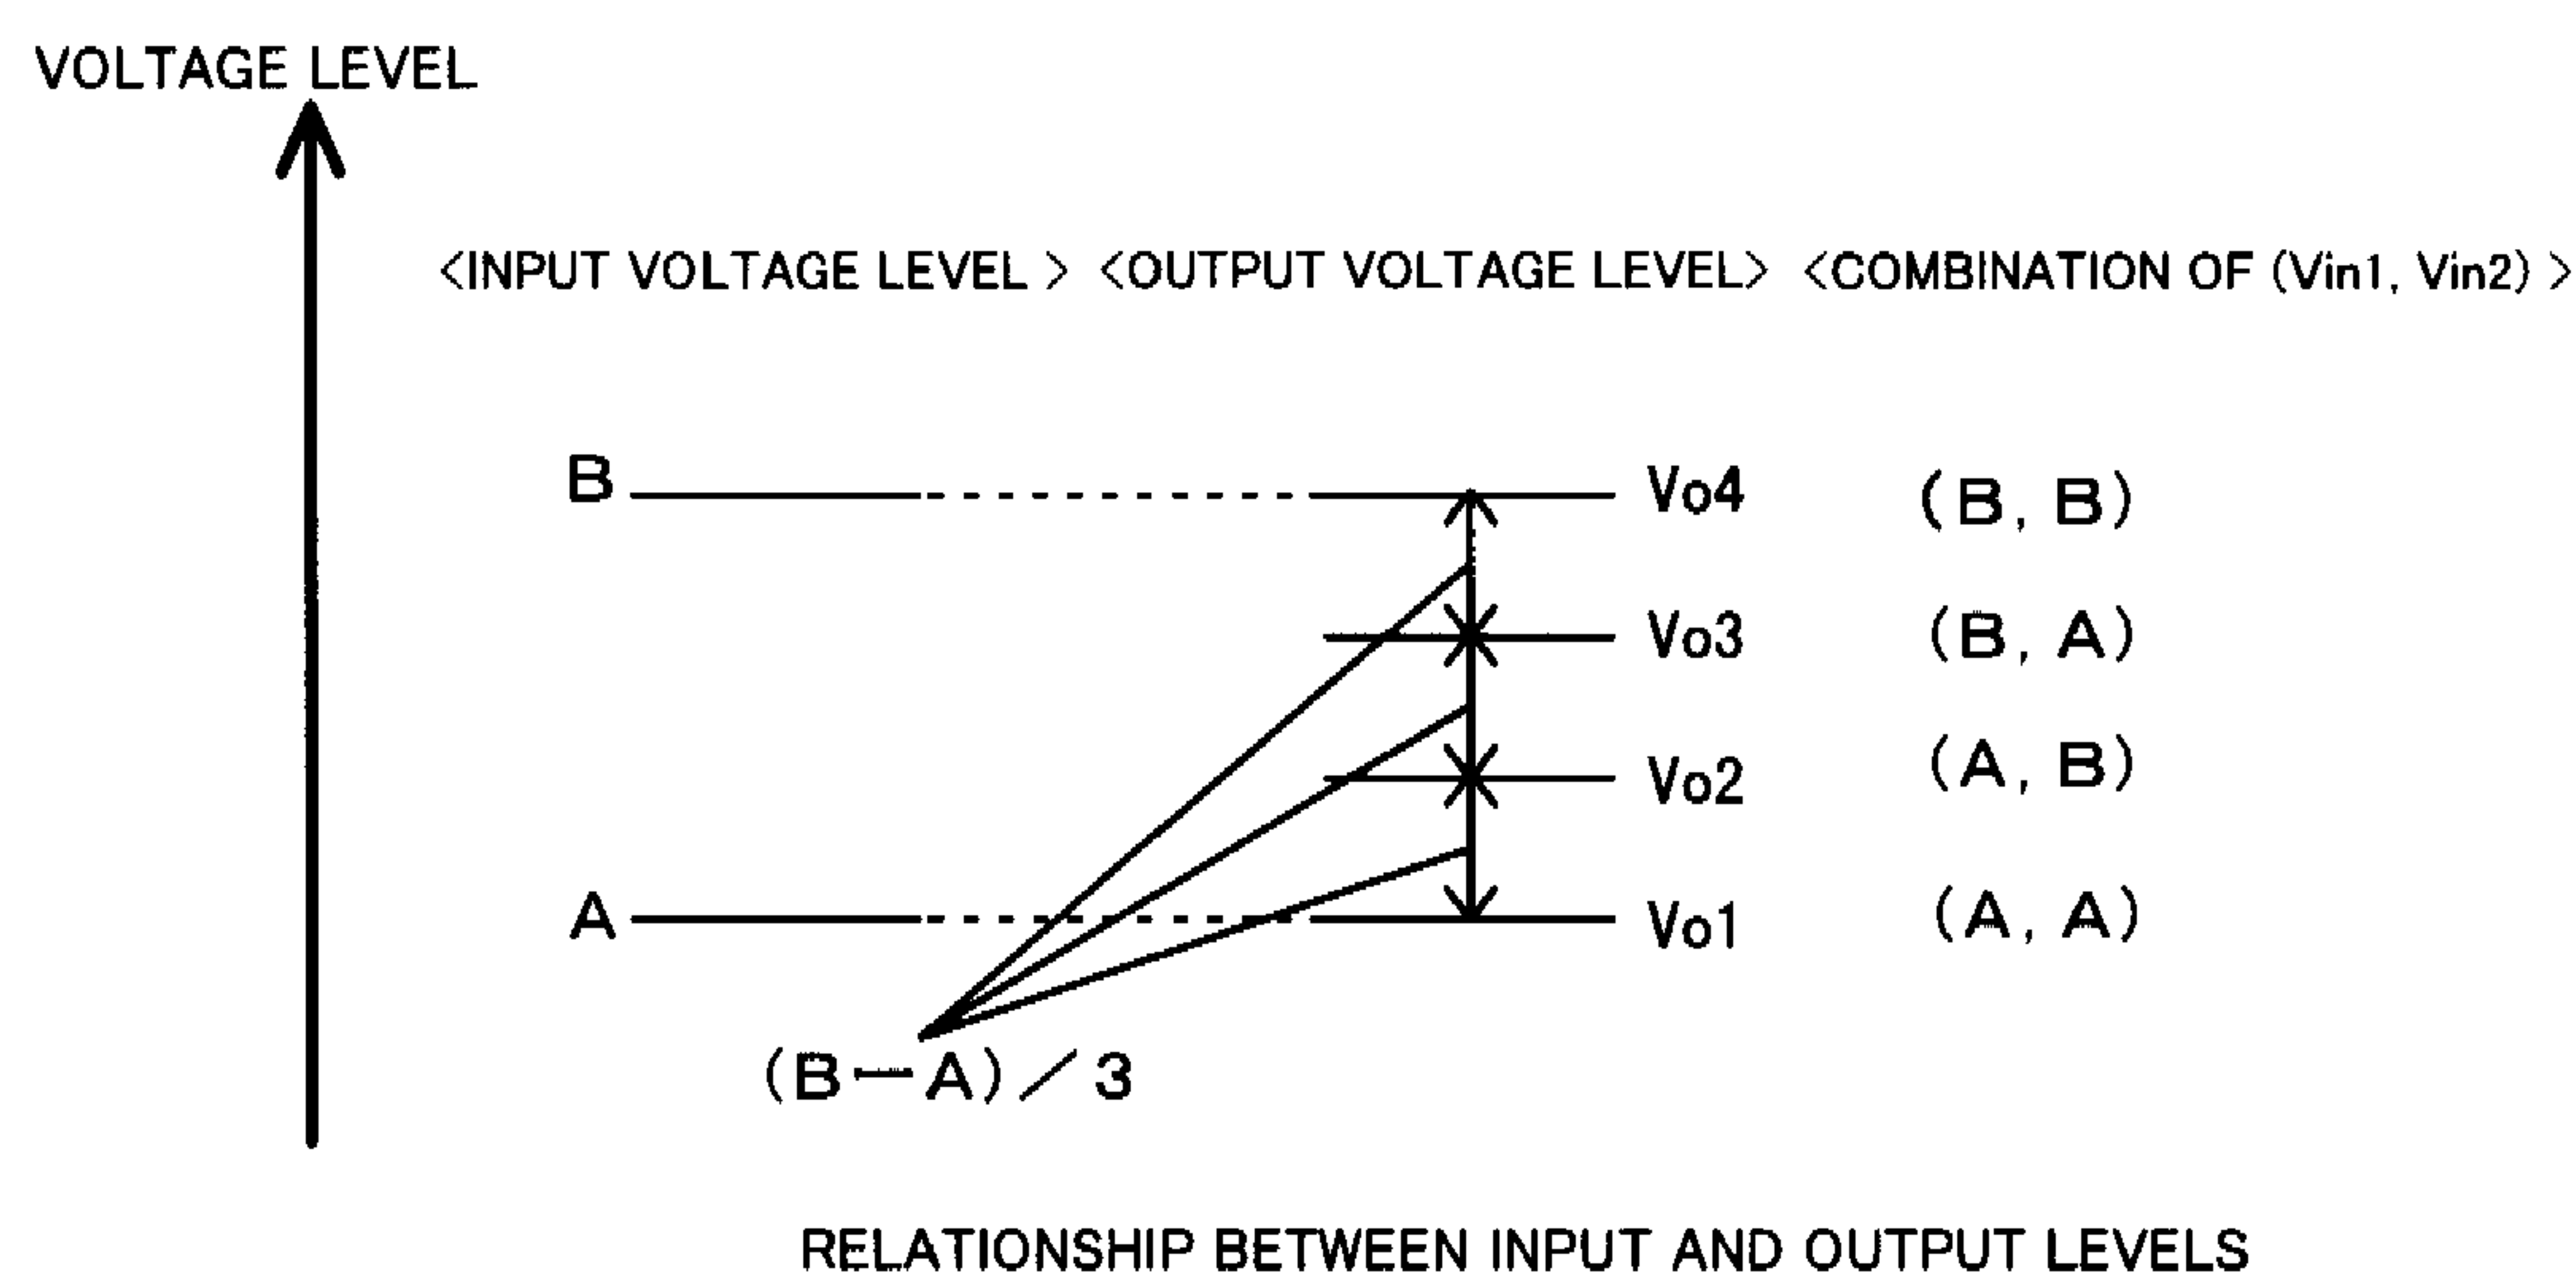 VOLTAGE LEVEL
<INPUT VOLTAGE LEVEL> <OUTPUT VOLTAGE LEVEL> <COMBINATION OF (Vin1, Vin2)>
B Vo4 (B, B)
Vo3 (B, A)
Vo2 (A, B)
A Vo1 (A, A)
(B－A)／3
RELATIONSHIP BETWEEN INPUT AND OUTPUT LEVELS